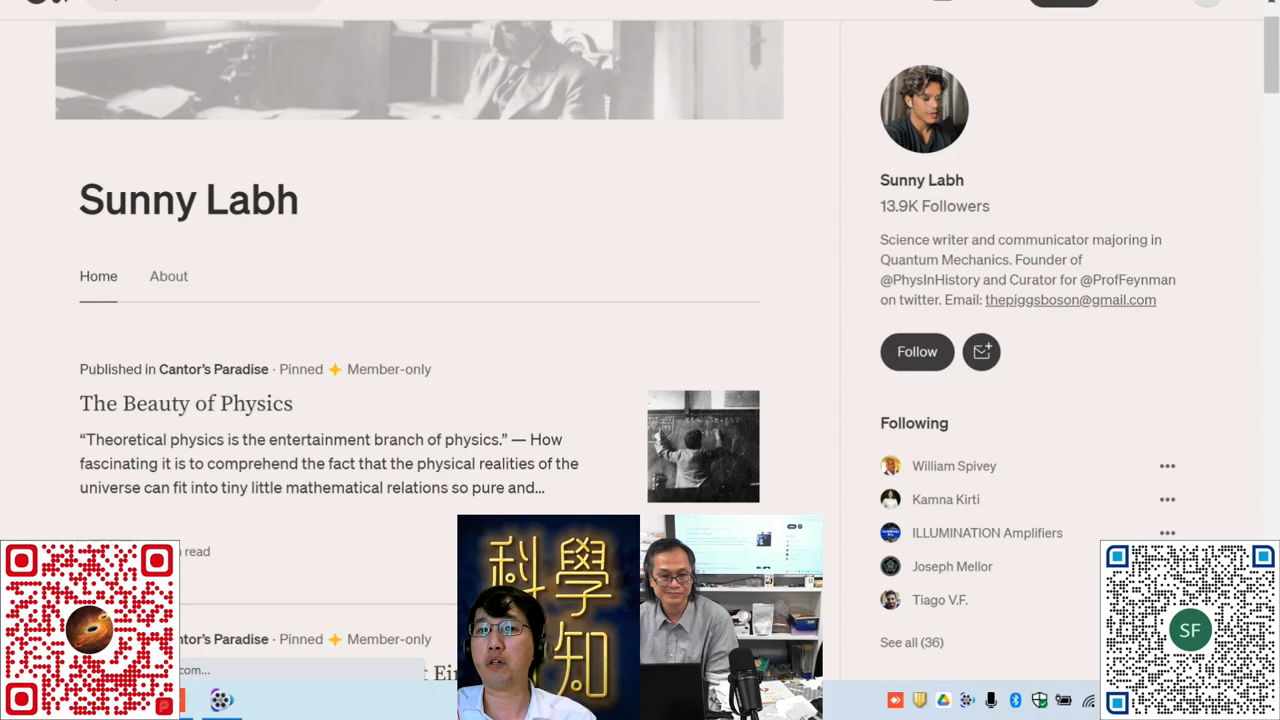 Sunny Labh
Home About
Published in Cantor's Paradise · Pinned Member-only
The Beauty of Physics
“Theoretical physics is the entertainment branch of physics.” — How
fascinating it is to comprehend the fact that the physical realities of the
universe can fit into tiny little mathematical relations so pure and...
read
Pinned Member-only
com...
Sunny Labh
13.9K Followers
Science writer and communicator majoring in
Quantum Mechanics. Founder of
@PhysInHistory and Curator for @ProfFeynman
on twitter. Email: thepiggsboson@gmail.com
Follow
Following
William Spivey
Kamna Kirti
ILLUMINATION Amplifiers
Joseph Mellor
Tiago V.F.
See all (36)
科學
知
SF